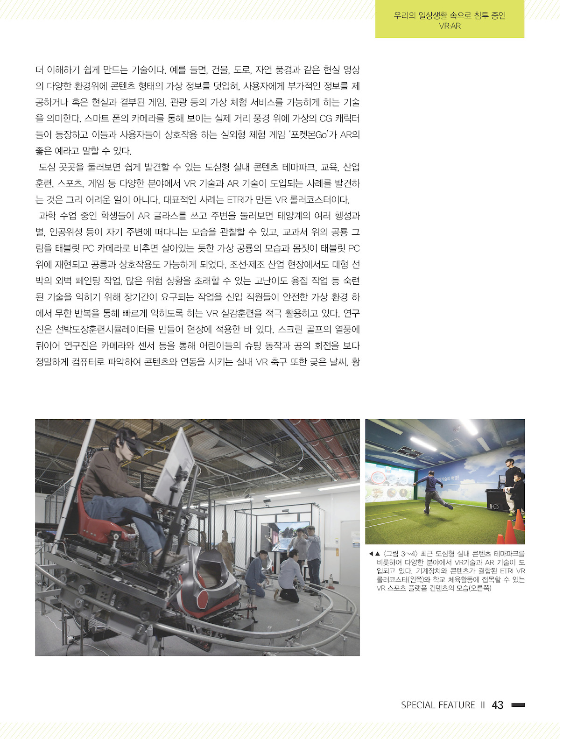 우리의 일상생활 속으로 침투 중인
VR·AR
더 이해하기 쉽게 만드는 기술이다. 예를 들면, 건물, 도로, 자연 풍경과 같은 현실 영상
의 다양한 환경위에 콘텐츠 형태의 가상 정보를 덧입혀, 사용자에게 부가적인 정보를 제
공하거나 혹은 현실과 결부된 게임, 관광 등의 가상 체험 서비스를 가능하게 하는 기술
을 의미한다. 스마트 폰의 카메라를 통해 보이는 실제 거리 풍경 위에 가상의 CG 캐릭터
들이 등장하고 이들과 사용자들이 상호작용 하는 실외형 체험 게임 '포켓몬Go'가 AR의
좋은 예라고 말할 수 있다.
도심 곳곳을 둘러보면 쉽게 발견할 수 있는 도심형 실내 콘텐츠 테마파크, 교육, 산업
훈련, 스포츠, 게임 등 다양한 분야에서 VR 기술과 AR 기술이 도입되는 사례를 발견하
는 것은 그리 어려운 일이 아니다. 대표적인 사례는 ETRI가 만든 VR 롤러코스터이다.
과학 수업 중인 학생들이 AR 글라스를 쓰고 주변을 둘러보면 태양계의 여러 행성과
별, 인공위성 등이 자기 주변에 떠다니는 모습을 관찰할 수 있고, 교과서 위의 공룡 그
림을 태블릿 PC 카메라로 비추면 살아있는 듯한 가상 공룡의 모습과 몸짓이 태블릿 PC
위에 재현되고 공룡과 상호작용도 가능하게 되었다. 조선·제조 산업 현장에서도 대형 선
박의 외벽 페인팅 작업, 많은 위험 상황을 초래할 수 있는 고난이도 용접 작업 등 숙련
된 기술을 익히기 위해 장기간이 요구되는 작업을 신입 직원들이 안전한 가상 환경 하
에서 무한 반복을 통해 빠르게 익히도록 하는 VR 실감훈련을 적극 활용하고 있다. 연구
진은 선박도장훈련시뮬레이터를 만들어 현장에 적용한 바 있다. 스크린 골프의 열풍에
뒤이어 연구진은 카메라와 센서 등을 통해 어린이들의 슈팅 동작과 공의 회전을 보다
정밀하게 컴퓨터로 파악하여 콘텐츠와 연동을 시키는 실내 VR 축구 또한 궂은 날씨, 황
◀▲ (그림 3~4) 최근 도심형 실내 콘텐츠 테마파크를
비롯하여 다양한 분야에서 VR기술과 AR 기술이 도
입되고 있다. 기계장치와 콘텐츠가 결합된 ETRI VR
롤러코스터(왼쪽)와 학교 체육활동에 접목할 수 있는
VR 스포츠 플랫폼 컨텐츠의 모습(오른쪽)
SPECIAL FEATURE II 43